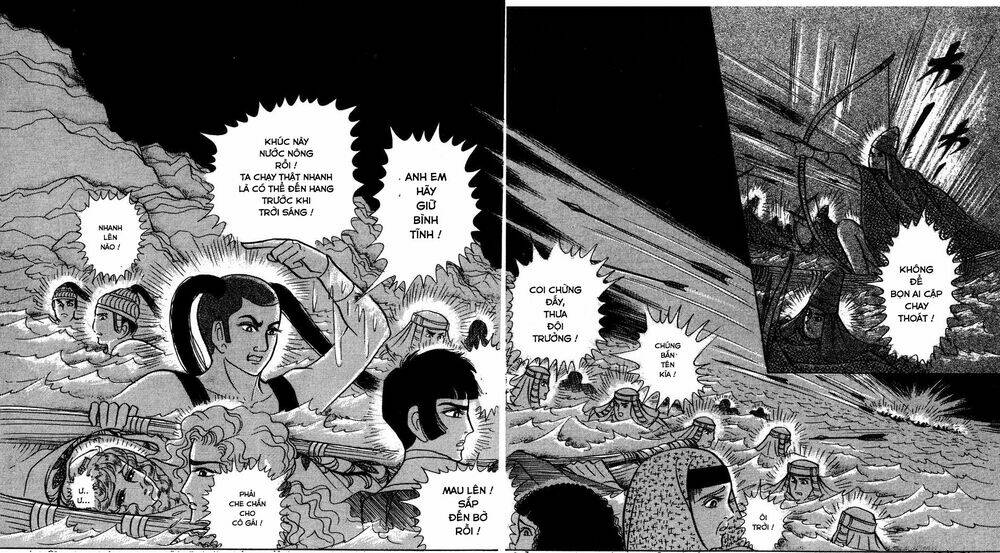 KHÚC NÀY
NƯỚC NÔNG
RỒI !
TA CHẠY THẬT NHANH
LÀ CÓ THỂ ĐẾN HANG
TRƯỚC KHI
TRỜI SÁNG !
ANH EM
HÃY
GIỮ
BÌNH
TĨNH !
NHANH
LÊN
NÀO !
Ư..
Ư...
PHẢI
CHE CHẮN
CHO
CÔ GÁI !
MAU LÊN !
SẮP
ĐẾN BỜ
RỒI !
KHÔNG
ĐỂ
BỌN AI CẬP
CHẠY
THOÁT !
COI CHỪNG
ĐẤY,
THƯA
ĐỘI
TRƯỞNG !
CHÚNG
BẮN
TÊN
KÌA !
ÔI
TRỜI !